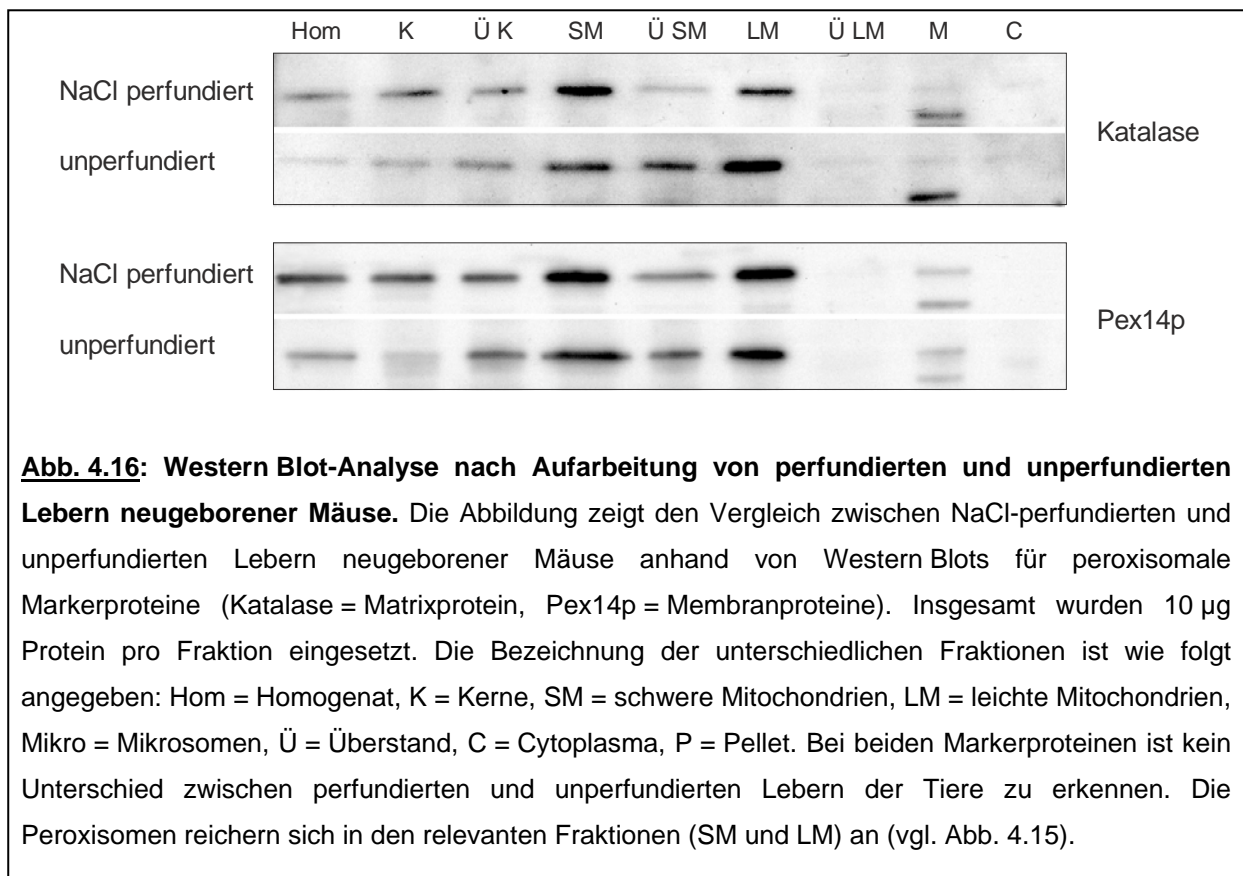 Hom K Ü K SM Ü SM LM Ü LM M C
NaCl perfundiert
Katalase
unperfundiert
NaCl perfundiert
Pex14p
unperfundiert
Abb. 4.16: Western Blot-Analyse nach Aufarbeitung von perfundierten und unperfundierten
Lebern neugeborener Mäuse. Die Abbildung zeigt den Vergleich zwischen NaCl-perfundierten und
unperfundierten Lebern neugeborener Mäuse anhand von Western Blots für peroxisomale
Markerproteine (Katalase = Matrixprotein, Pex14p = Membranproteine). Insgesamt wurden 10 µg
Protein pro Fraktion eingesetzt. Die Bezeichnung der unterschiedlichen Fraktionen ist wie folgt
angegeben: Hom = Homogenat, K = Kerne, SM = schwere Mitochondrien, LM = leichte Mitochondrien,
Mikro = Mikrosomen, Ü = Überstand, C = Cytoplasma, P = Pellet. Bei beiden Markerproteinen ist kein
Unterschied zwischen perfundierten und unperfundierten Lebern der Tiere zu erkennen. Die
Peroxisomen reichern sich in den relevanten Fraktionen (SM und LM) an (vgl. Abb. 4.15).